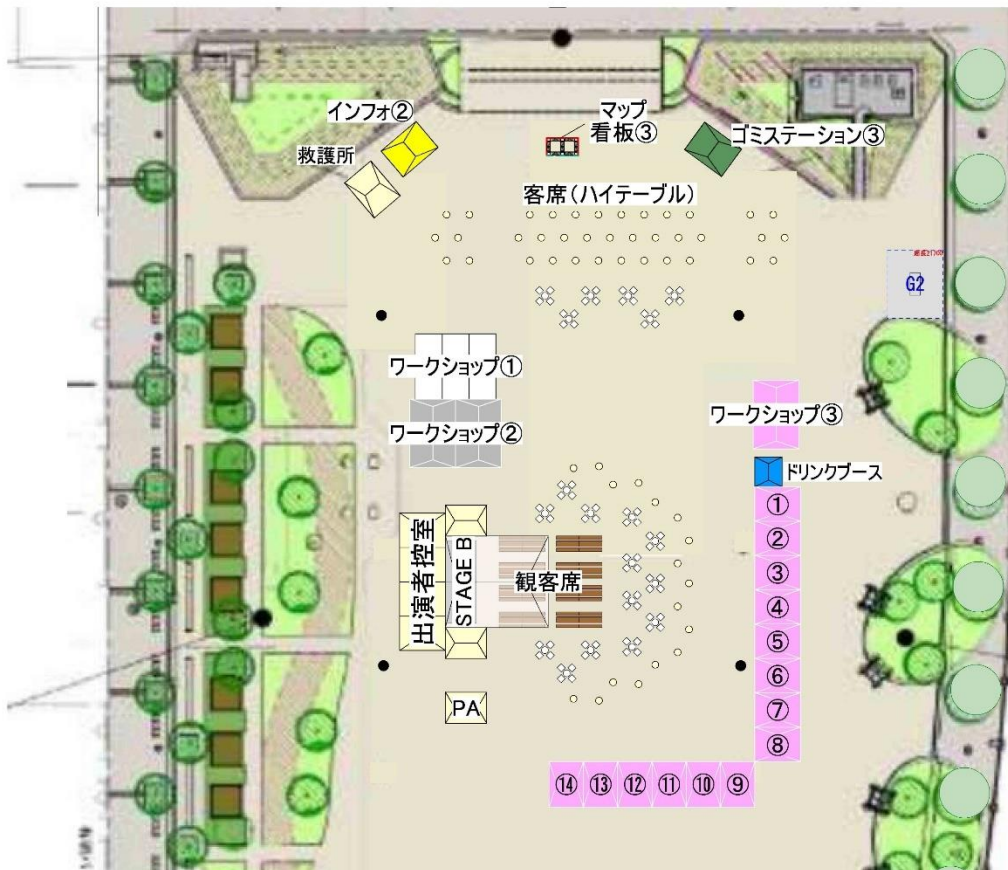 インフォ②
救護所
マップ
看板③
ゴミステーション③
客席(ハイテーブル)
G2
ワークショップ①
ワークショップ②
ワークショップ③
ドリンクブース
①
②
③
④
⑤
⑥
⑦
⑧
出演者控室
STAGE B
観客席
PA
⑭
⑬
⑫
⑪
⑩
⑨